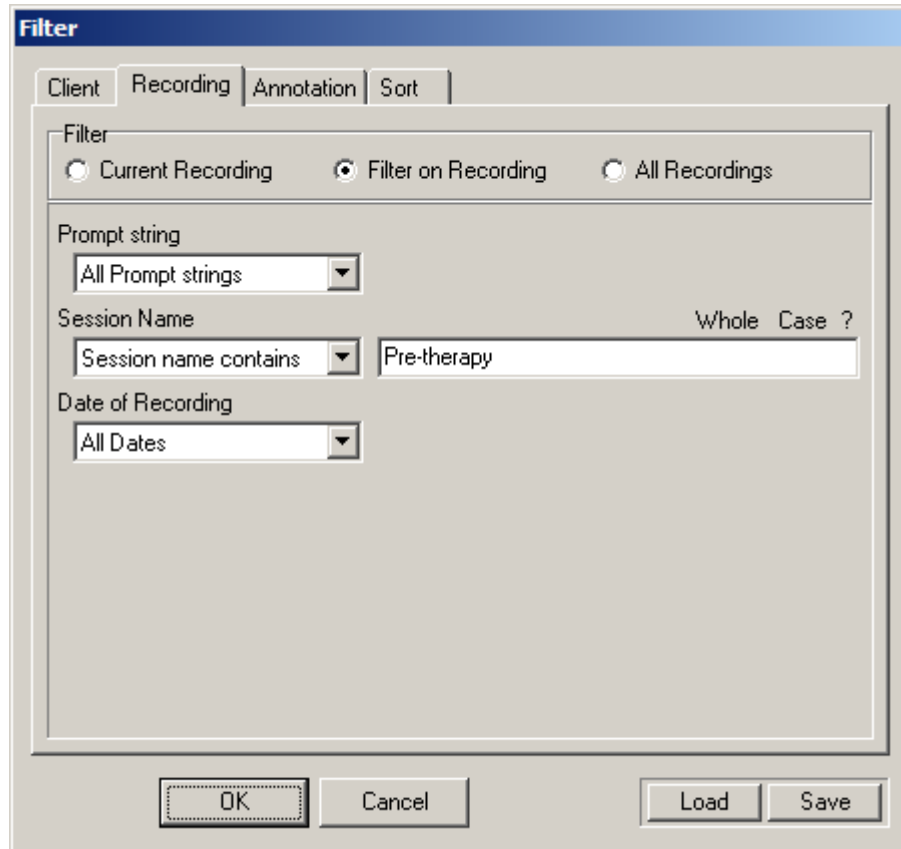 Filter
Client Recording Annotation Sort
Filter
Current Recording Filter on Recording All Recordings
Prompt string
All Prompt strings
Session Name Whole Case ?
Session name contains Pre-therapy
Date of Recording
All Dates
OK Cancel Load Save